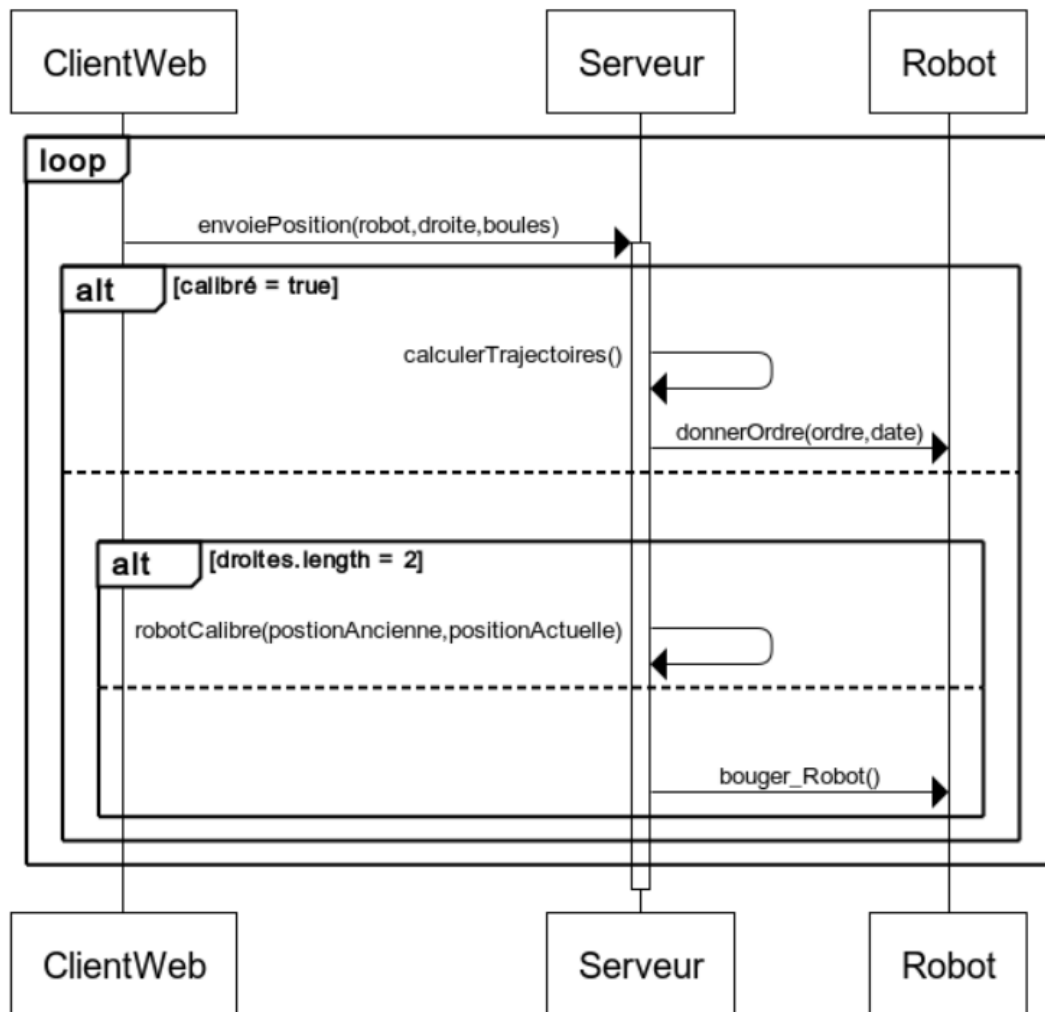 ClientWeb
Serveur
Robot
loop
envoiePosition(robot,droite,boules)
alt
[calibré = true]
calculerTrajectoires()
donnerOrdre(ordre,date)
alt
[droites.length = 2]
robotCalibre(postionAncienne,positionActuelle)
bouger_Robot()
ClientWeb
Serveur
Robot